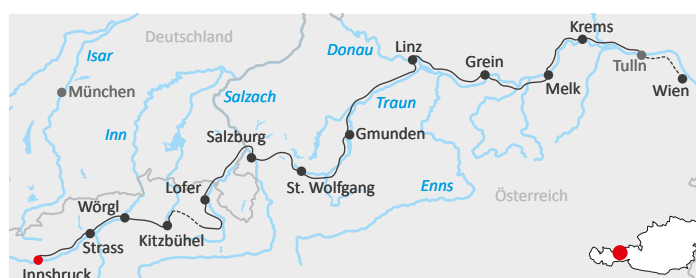 Krems
Deutschland
Isar
Donau
Linz
Grein
Tulln
München
Salzach
Melk
Wien
Traun
Inn
Salzburg
Gmunden
Lofer
St. Wolfgang
Enns
Österreich
Wörgl
Kitzbühel
Strass
Innsbruck